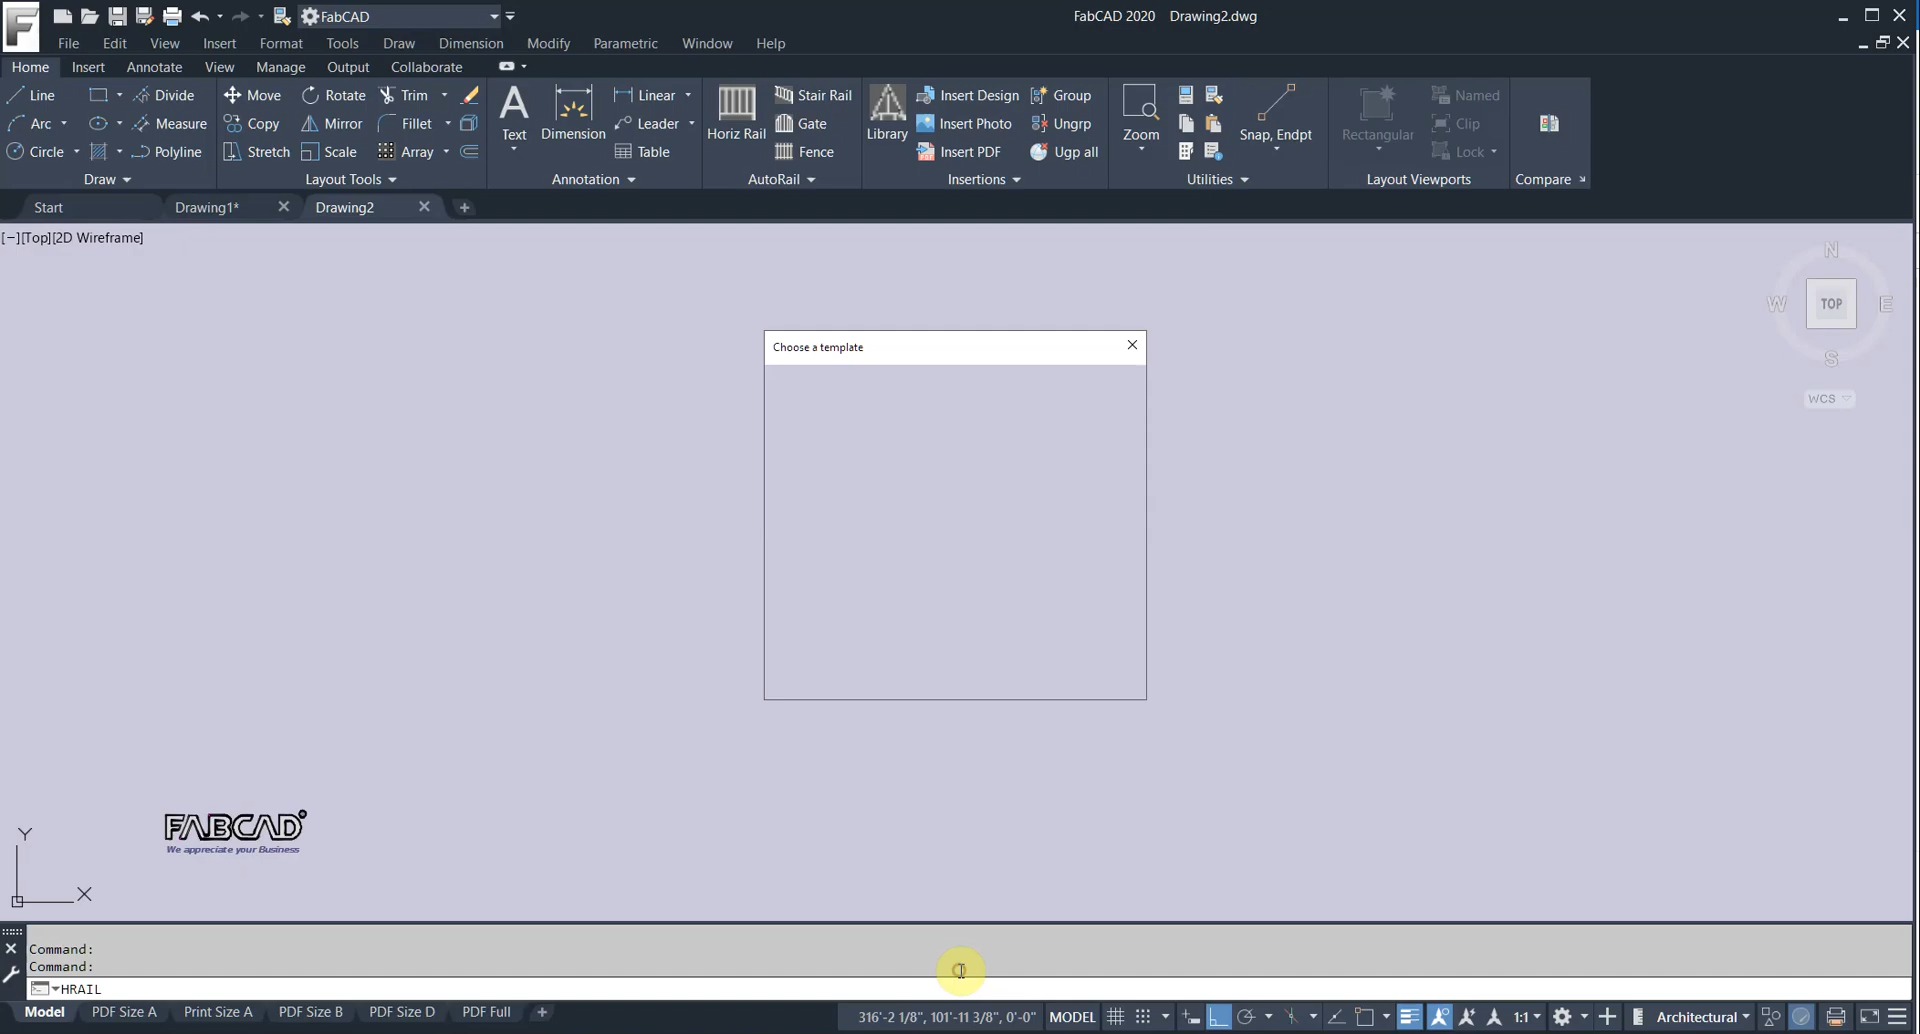 FabCAD
FabCAD 2020 Drawing2.dwg
File Edit View Insert Format Tools Draw Dimension Modify Parametric Window Help
Home Insert Annotate View Manage Output Collaborate
Line Divide Move Rotate Trim Linear Stair Rail Insert Design Group Named
Arc Measure Copy Mirror Fillet Text Dimension Leader Horiz Rail Gate Library Insert Photo Ungrp Zoom Snap, Endpt Rectangular Clip
Circle Polyline Stretch Scale Array Table Fence Insert PDF Ugp all Lock
Draw Layout Tools Annotation AutoRail Insertions Utilities Layout Viewports Compare
Start Drawing1* Drawing2
[−][Top][2D Wireframe]
N
W TOP E
S
WCS
Choose a template
FABCAD®
We appreciate your Business
Y
X
Command:
Command:
HRAIL
Model PDF Size A Print Size A PDF Size B PDF Size D PDF Full + 316'-2 1/8", 101'-11 3/8", 0'-0" MODEL 1:1 Architectural